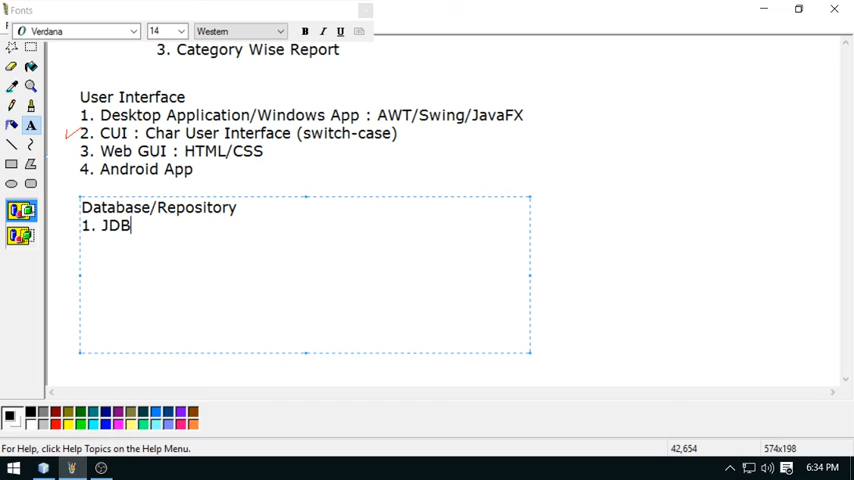 Fonts
Verdana 14 Western B I U
3. Category Wise Report
User Interface
1. Desktop Application/Windows App : AWT/Swing/JavaFX
2. CUI : Char User Interface (switch-case)
3. Web GUI : HTML/CSS
4. Android App
Database/Repository
1. JDB
For Help, click Help Topics on the Help Menu. 42,654 574x198
6:34 PM